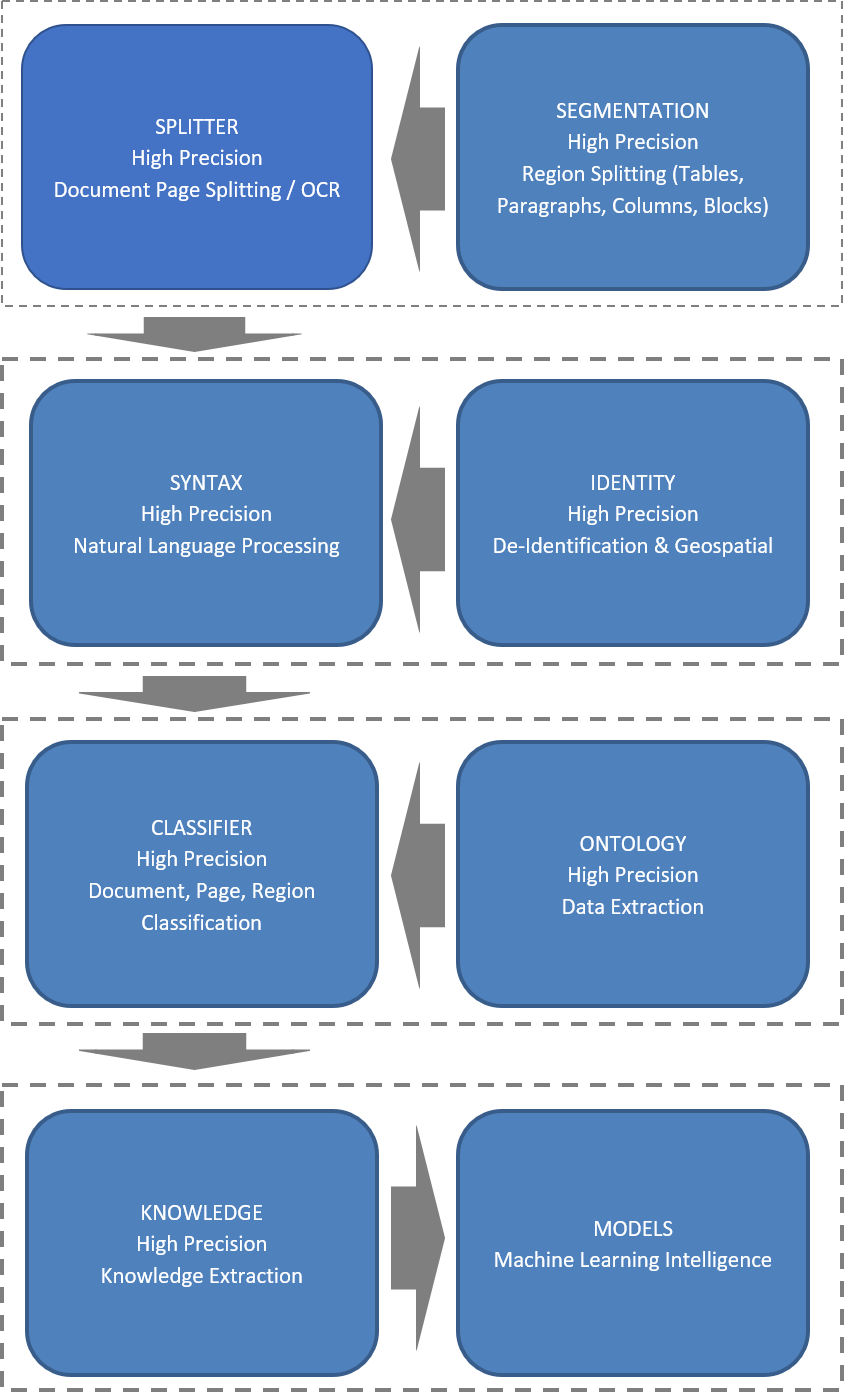 SPLITTER
High Precision
Document Page Splitting / OCR
SEGMENTATION
High Precision
Region Splitting (Tables,
Paragraphs, Columns, Blocks)
SYNTAX
High Precision
Natural Language Processing
IDENTITY
High Precision
De-Identification & Geospatial
CLASSIFIER
High Precision
Document, Page, Region
Classification
ONTOLOGY
High Precision
Data Extraction
KNOWLEDGE
High Precision
Knowledge Extraction
MODELS
Machine Learning Intelligence